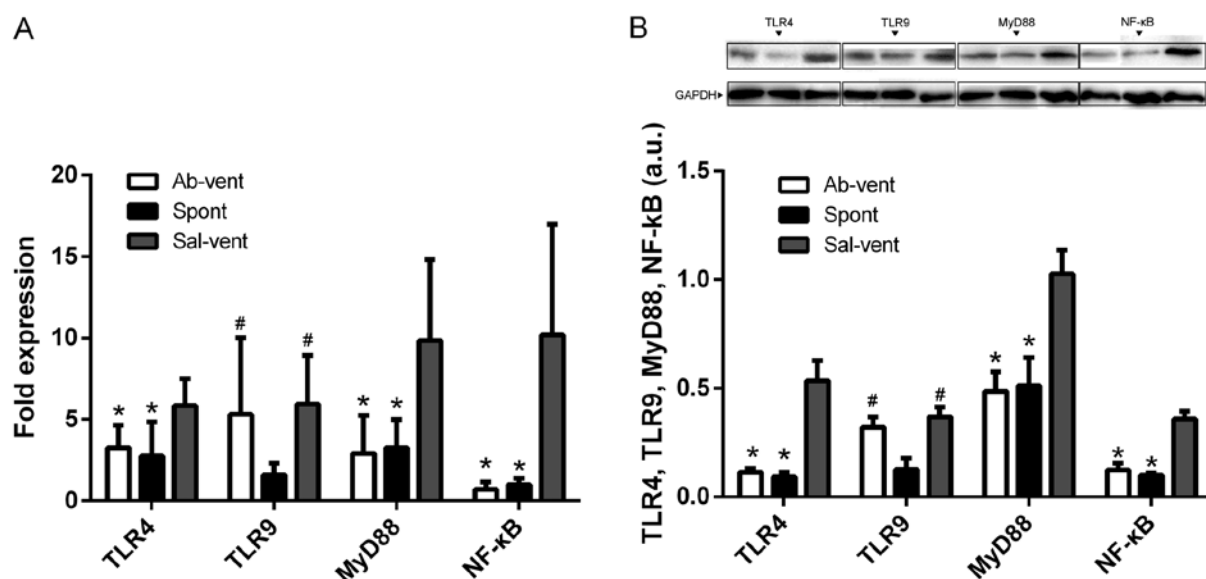 A
Fold expression
20
15
10
5
0
Ab-vent
Spont
Sal-vent
#
#
*
*
*
*
*
*
TLR4
TLR9
MyD88
NF-κB
B
TLR4
TLR9
MyD88
NF-κB
GAPDH
TLR4, TLR9, MyD88, NF-κB (a.u.)
1.5
1.0
0.5
0.0
Ab-vent
Spont
Sal-vent
*
*
#
#
*
*
*
*
TLR4
TLR9
MyD88
NF-κB